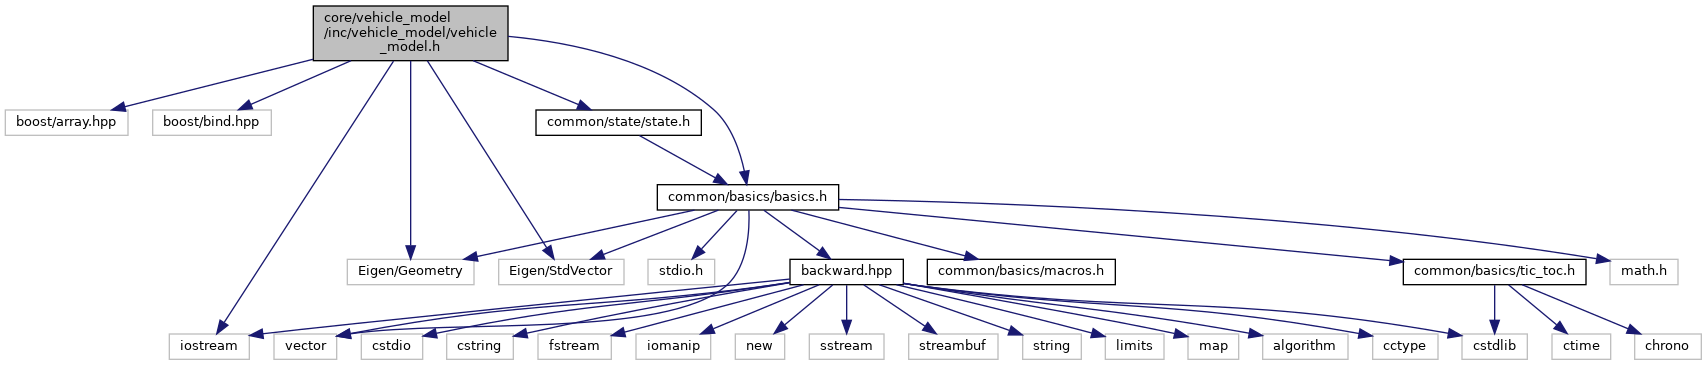 core/vehicle_model
/inc/vehicle_model/vehicle
_model.h
boost/array.hpp
boost/bind.hpp
common/state/state.h
common/basics/basics.h
Eigen/Geometry
Eigen/StdVector
stdio.h
backward.hpp
common/basics/macros.h
common/basics/tic_toc.h
math.h
iostream
vector
cstdio
cstring
fstream
iomanip
new
sstream
streambuf
string
limits
map
algorithm
cctype
cstdlib
ctime
chrono